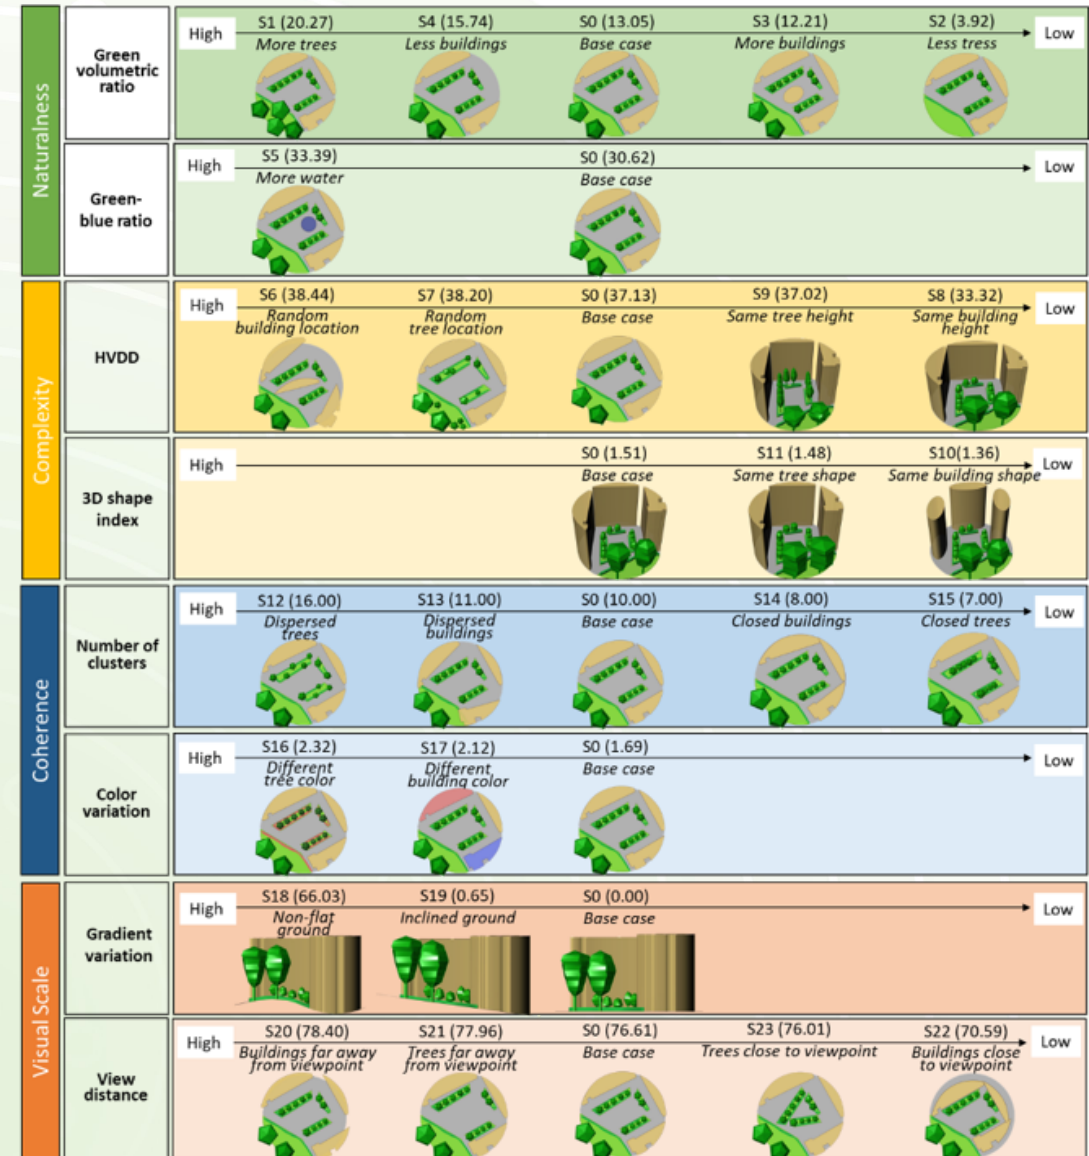 Naturalness
Green
volumetric
ratio
High
S1 (20.27)
More trees
S4 (15.74)
Less buildings
S0 (13.05)
Base case
S3 (12.21)
More buildings
S2 (3.92)
Less tress
Low
Green-
blue ratio
High
S5 (33.39)
More water
S0 (30.62)
Base case
Low
Complexity
HVDD
High
S6 (38.44)
Random
building location
S7 (38.20)
Random
tree location
S0 (37.13)
Base case
S9 (37.02)
Same tree height
S8 (33.32)
Same building
height
Low
3D shape
index
High
S0 (1.51)
Base case
S11 (1.48)
Same tree shape
S10(1.36)
Same building shape
Low
Coherence
Number of
clusters
High
S12 (16.00)
Dispersed
trees
S13 (11.00)
Dispersed
buildings
S0 (10.00)
Base case
S14 (8.00)
Closed buildings
S15 (7.00)
Closed trees
Low
Color
variation
High
S16 (2.32)
Different
tree color
S17 (2.12)
Different
building color
S0 (1.69)
Base case
Low
Visual Scale
Gradient
variation
High
S18 (66.03)
Non-flat
ground
S19 (0.65)
Inclined ground
S0 (0.00)
Base case
Low
View
distance
High
S20 (78.40)
Buildings far away
from viewpoint
S21 (77.96)
Trees far away
from viewpoint
S0 (76.61)
Base case
S23 (76.01)
Trees close to viewpoint
S22 (70.59)
Buildings close
to viewpoint
Low